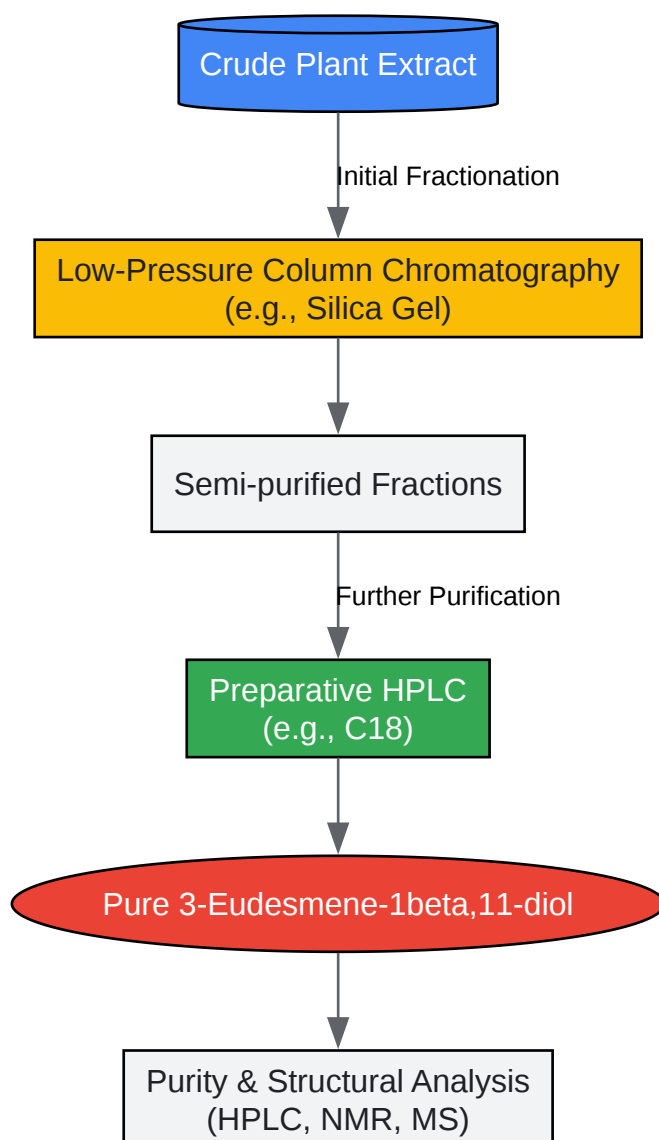 Crude Plant Extract
Initial Fractionation
Low-Pressure Column Chromatography
(e.g., Silica Gel)
Semi-purified Fractions
Further Purification
Preparative HPLC
(e.g., C18)
Pure 3-Eudesmene-1beta,11-diol
Purity & Structural Analysis
(HPLC, NMR, MS)